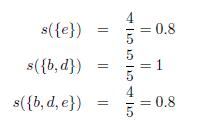 s({e}) = 4/5 = 0.8
s({b, d}) = 5/5 = 1
s({b, d, e}) = 4/5 = 0.8